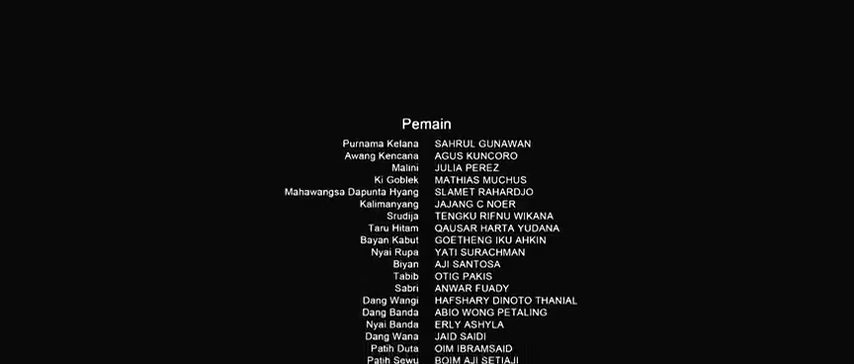 Pemain
Purnama Kelana SAHRUL GUNAWAN
Awang Kencana AGUS KUNCORO
Malini JULIA PEREZ
Ki Goblek MATHIAS MUCHUS
Mahawangsa Dapunta Hyang SLAMET RAHARDJO
Kalimanyang JAJANG C NOER
Srudija TENGKU RIFNU WIKANA
Taru Hitam QAUSAR HARTA YUDANA
Bayan Kabut GOETHENG IKU AHKIN
Nyai Rupa YATI SURACHMAN
Biyan AJI SANTOSA
Tabib OTIG PAKIS
Sabri ANWAR FUADY
Dang Wangi HAFSHARY DINOTO THANIAL
Dang Banda ABIO WONG PETALING
Nyai Banda ERLY ASHYLA
Dang Wana JAID SAIDI
Patih Duta OIM IBRAMSAID
Patih Sewu BOIM AJI SETIAJI